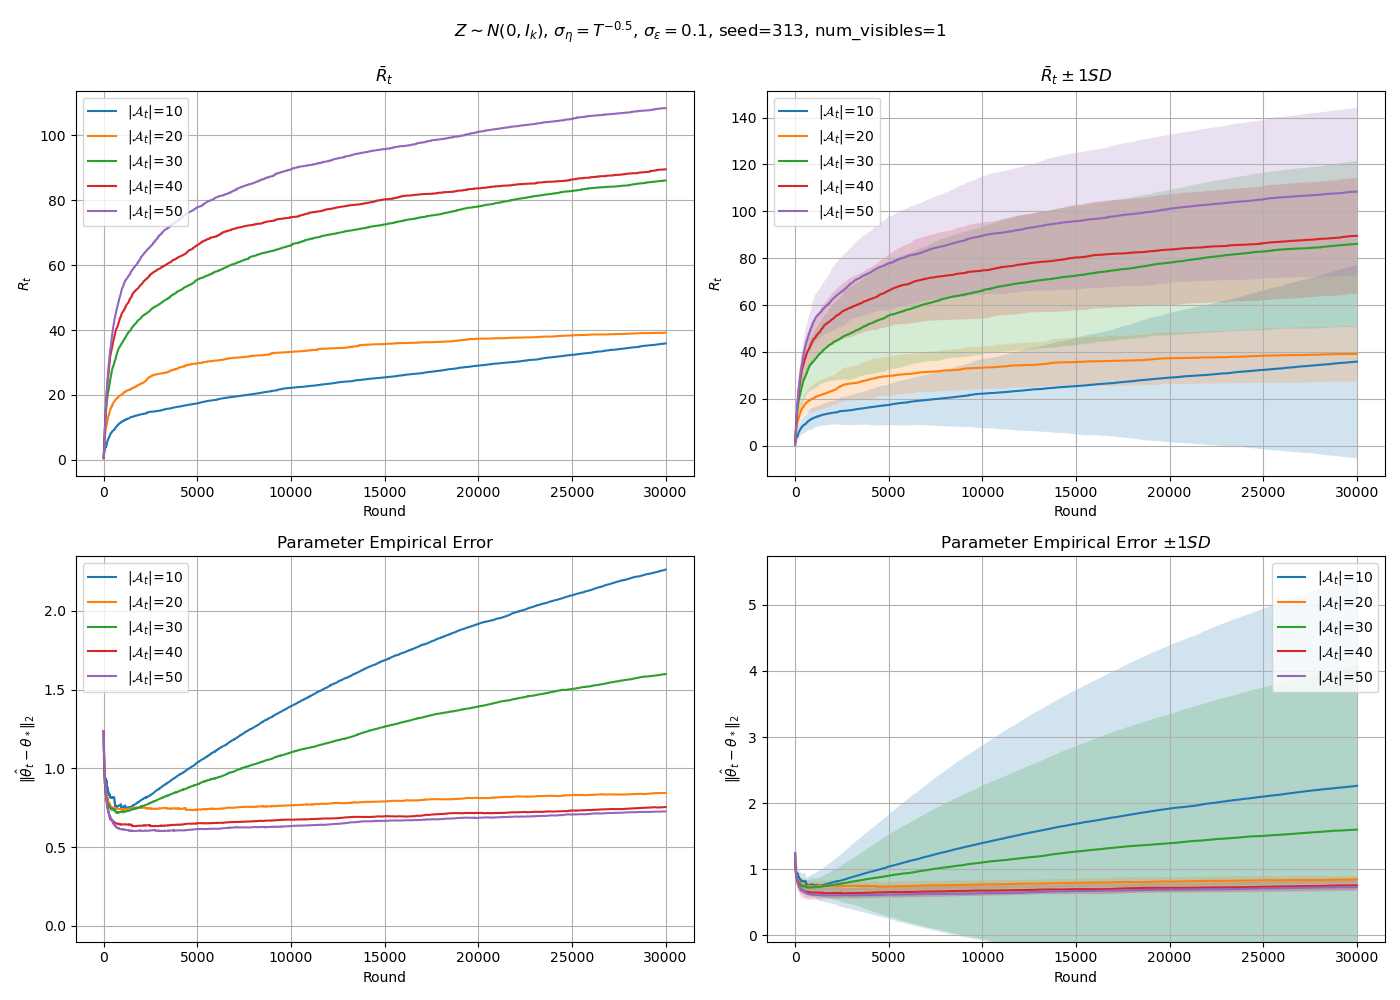 Z ∼ N(0, I_k), σ_η = T^{−0.5}, σ_ε = 0.1, seed=313, num_visibles=1
R̄_t
R_t
100
80
60
40
20
0
|𝒜_t|=10
|𝒜_t|=20
|𝒜_t|=30
|𝒜_t|=40
|𝒜_t|=50
0 5000 10000 15000 20000 25000 30000
Round
R̄_t ± 1SD
R_t
140
120
100
80
60
40
20
0
|𝒜_t|=10
|𝒜_t|=20
|𝒜_t|=30
|𝒜_t|=40
|𝒜_t|=50
0 5000 10000 15000 20000 25000 30000
Round
Parameter Empirical Error
‖θ̂_t − θ_*‖_2
2.0
1.5
1.0
0.5
0.0
|𝒜_t|=10
|𝒜_t|=20
|𝒜_t|=30
|𝒜_t|=40
|𝒜_t|=50
0 5000 10000 15000 20000 25000 30000
Round
Parameter Empirical Error ±1SD
‖θ̂_t − θ_*‖_2
5
4
3
2
1
0
|𝒜_t|=10
|𝒜_t|=20
|𝒜_t|=30
|𝒜_t|=40
|𝒜_t|=50
0 5000 10000 15000 20000 25000 30000
Round